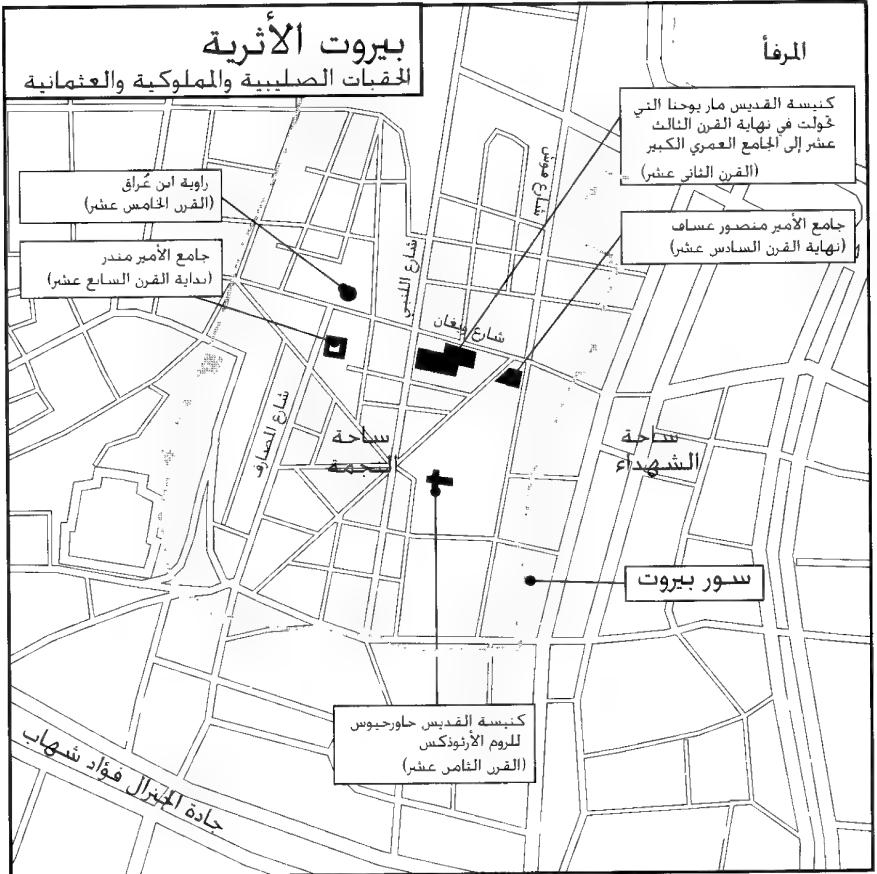 بيروت الأثرية
الحقبات الصليبية والمملوكية والعثمانية
المرفأ
كنيسة القديس مار يوحنا التي
تحولت في نهاية القرن الثالث
عشر إلى الجامع العمري الكبير
(القرن الثاني عشر)
شارع فوش
زاوية ابن عُراق
(القرن الخامس عشر)
جامع الأمير منصور عساف
(نهاية القرن السادس عشر)
جامع الأمير منذر
(بداية القرن السابع عشر)
شارع اللنبي
شارع ويغان
شارع المصارف
ساحة
النجمة
ساحة
الشهداء
سور بيروت
كنيسة القديس جاورجيوس
للروم الأرثوذكس
(القرن الثامن عشر)
جادة الجنرال فؤاد شهاب